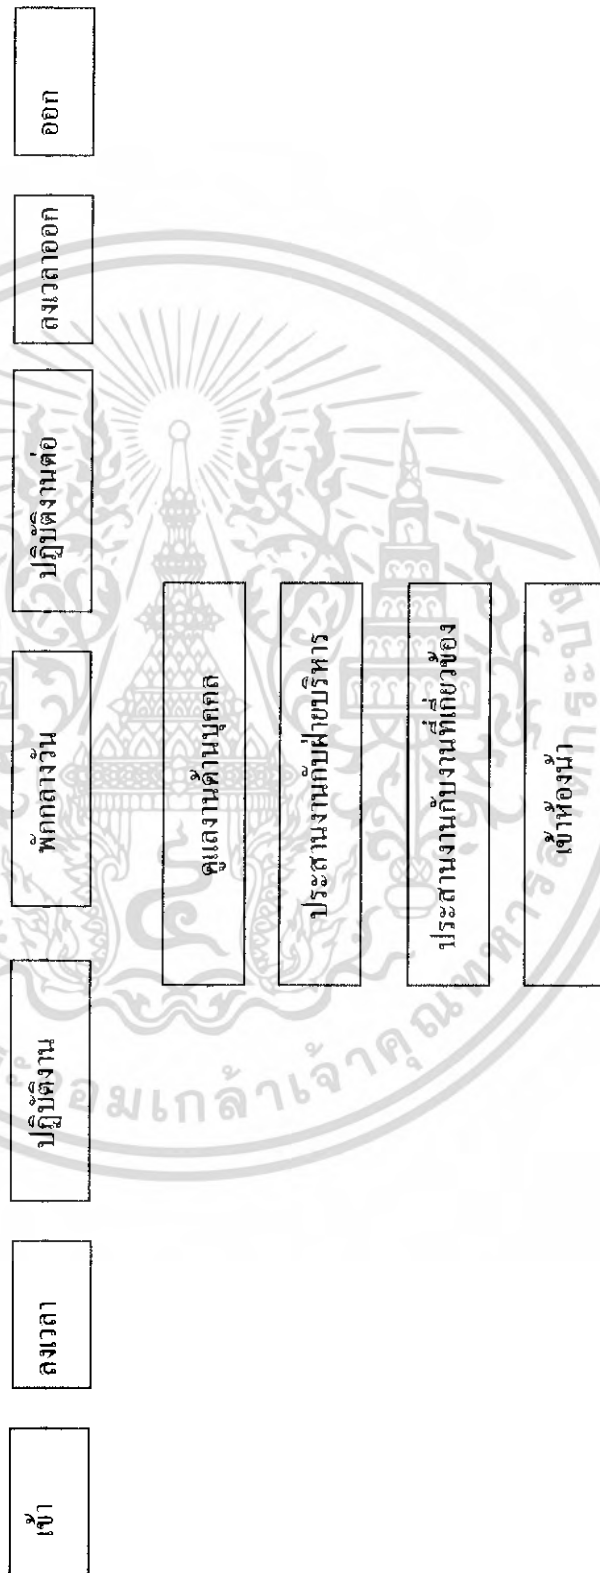 เข้า
ลงเวลา
ปฏิบัติงาน
พักกลางวัน
ปฏิบัติงานต่อ
ลงเวลาออก
ออก
ดูแลงานด้านบุคคล
ประสานงานกับฝ่ายบริหาร
ประสานงานกับงานที่เกี่ยวข้อง
เข้าห้องน้ำ